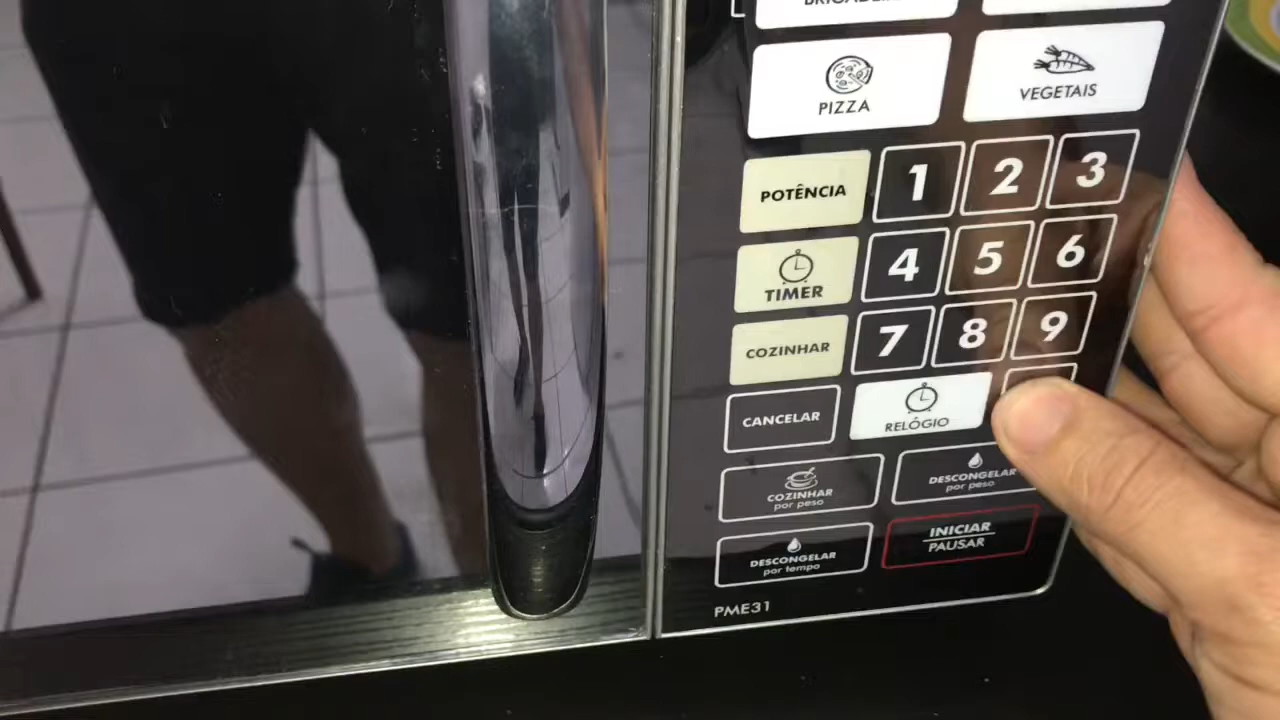 PIZZA
VEGETAIS
POTÊNCIA
1
2
3
TIMER
4
5
6
COZINHAR
7
8
9
CANCELAR
RELÓGIO
COZINHAR
por peso
DESCONGELAR
por peso
DESCONGELAR
por tempo
INICIAR
PAUSAR
PME31